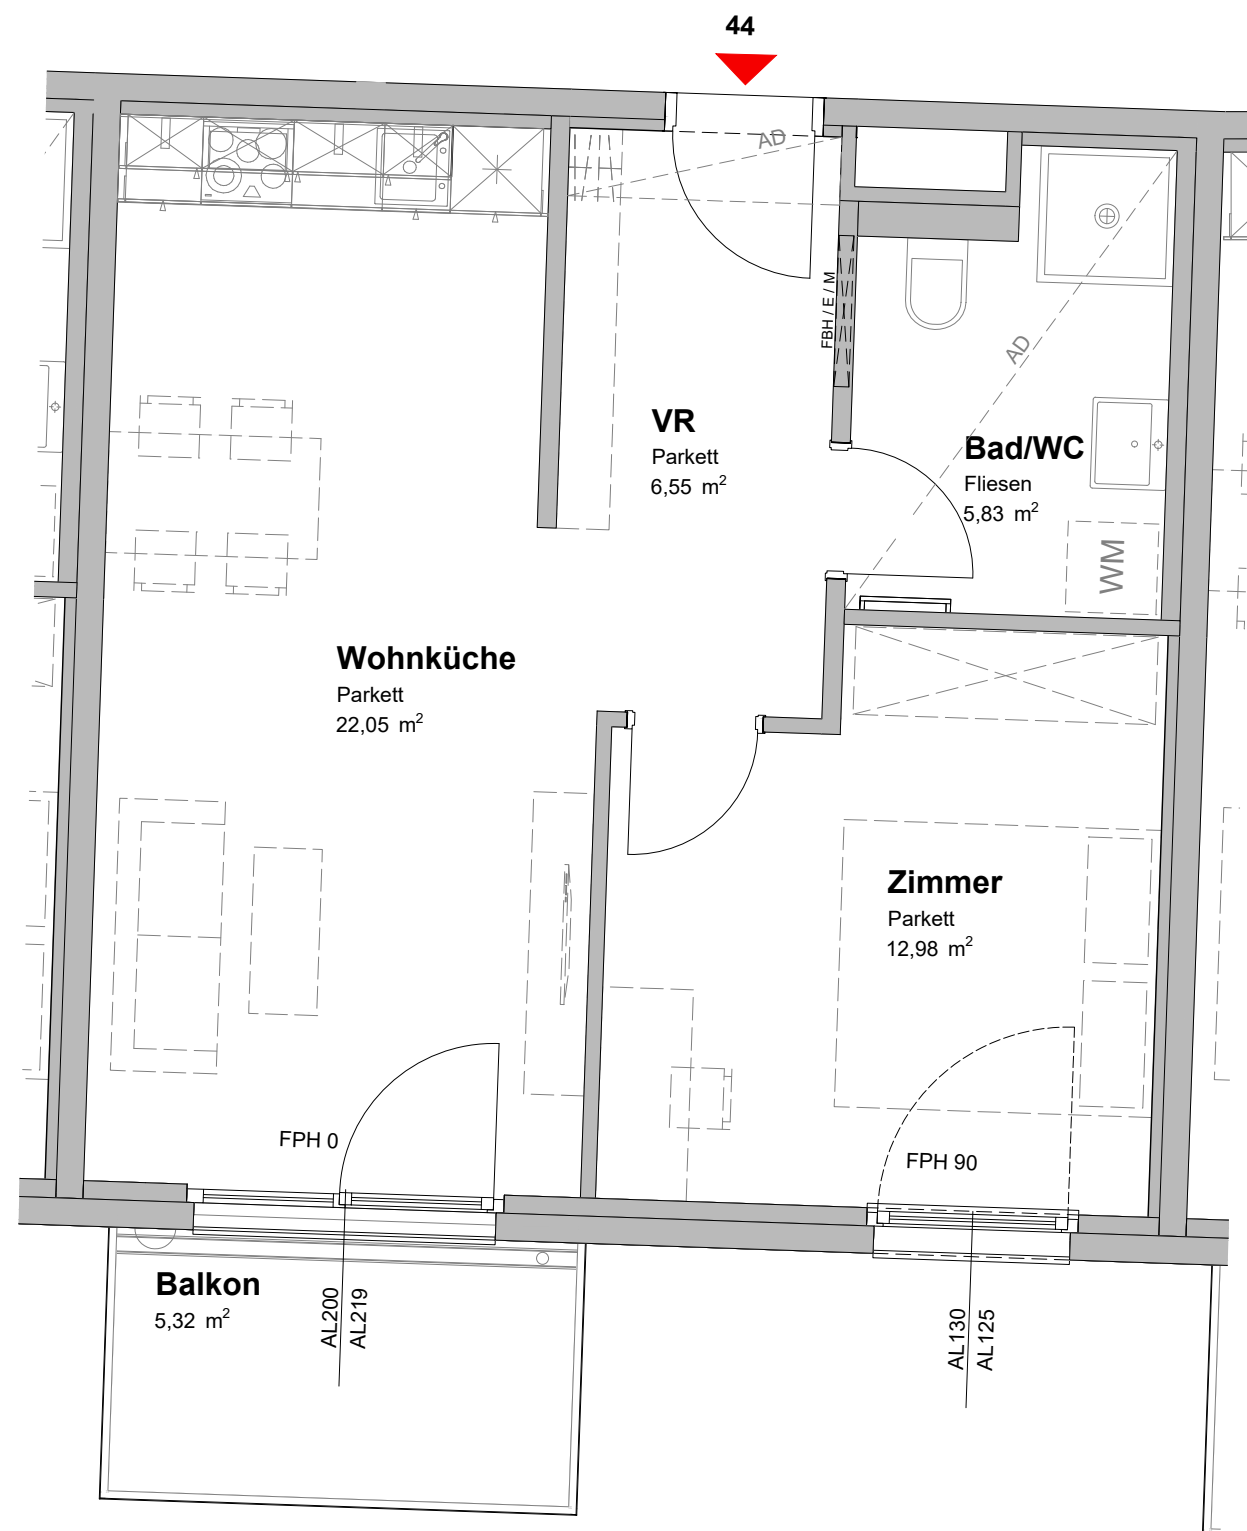 44
AD
FBH / E / M
AD
VR
Parkett
6,55 m²
Bad/WC
Fliesen
5,83 m²
WM
Wohnküche
Parkett
22,05 m²
Zimmer
Parkett
12,98 m²
FPH 0
FPH 90
Balkon
5,32 m²
AL200
AL219
AL130
AL125